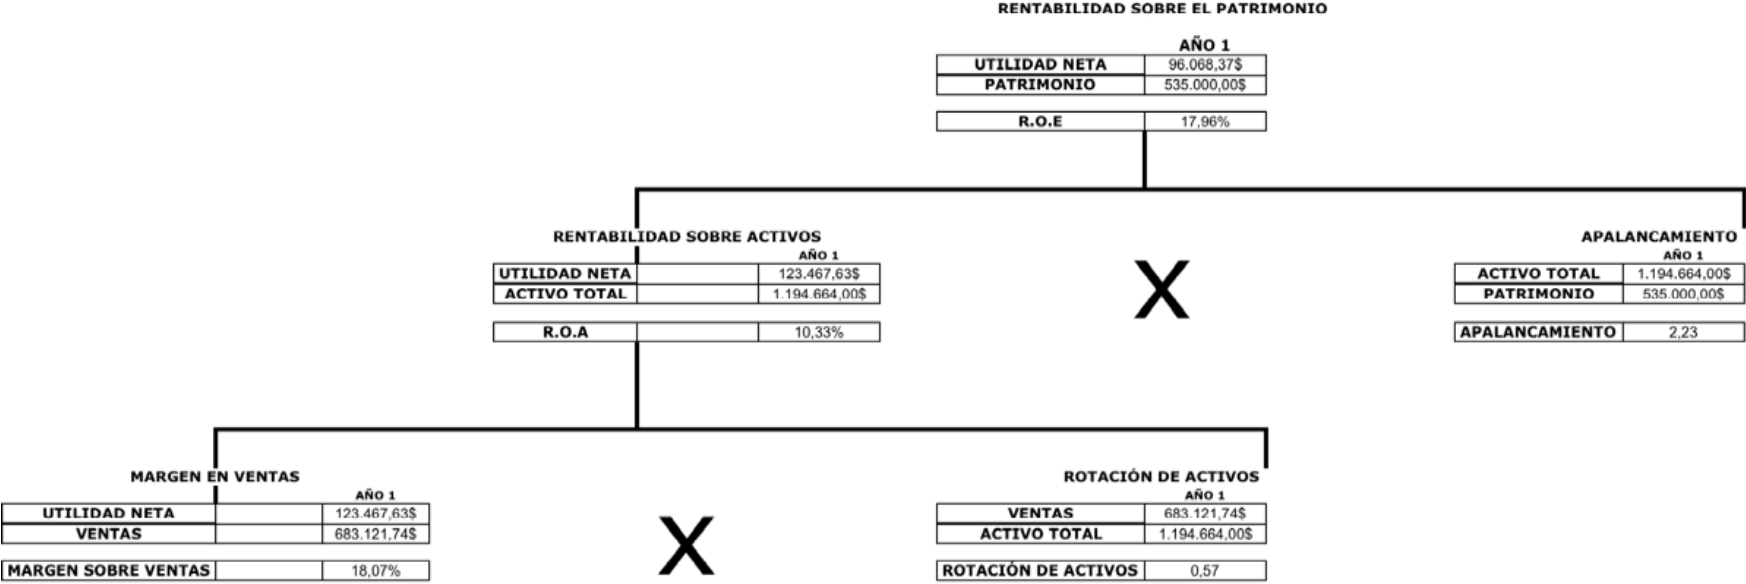 RENTABILIDAD SOBRE EL PATRIMONIO
AÑO 1
UTILIDAD NETA 96.068,37$
PATRIMONIO 535.000,00$
R.O.E 17,96%
RENTABILIDAD SOBRE ACTIVOS
AÑO 1
UTILIDAD NETA 123.467,63$
ACTIVO TOTAL 1.194.664,00$
R.O.A 10,33%
X
APALANCAMIENTO
AÑO 1
ACTIVO TOTAL 1.194.664,00$
PATRIMONIO 535.000,00$
APALANCAMIENTO 2,23
MARGEN EN VENTAS
AÑO 1
UTILIDAD NETA 123.467,63$
VENTAS 683.121,74$
MARGEN SOBRE VENTAS 18,07%
X
ROTACIÓN DE ACTIVOS
AÑO 1
VENTAS 683.121,74$
ACTIVO TOTAL 1.194.664,00$
ROTACIÓN DE ACTIVOS 0,57